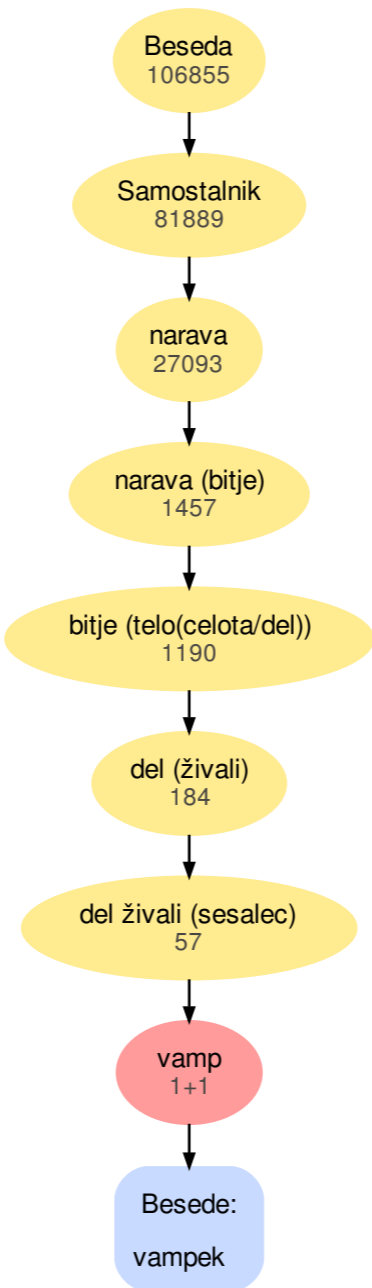 Beseda
106855
Samostalnik
81889
narava
27093
narava (bitje)
1457
bitje (telo(celota/del))
1190
del (živali)
184
del živali (sesalec)
57
vamp
1+1
Besede:
vampek